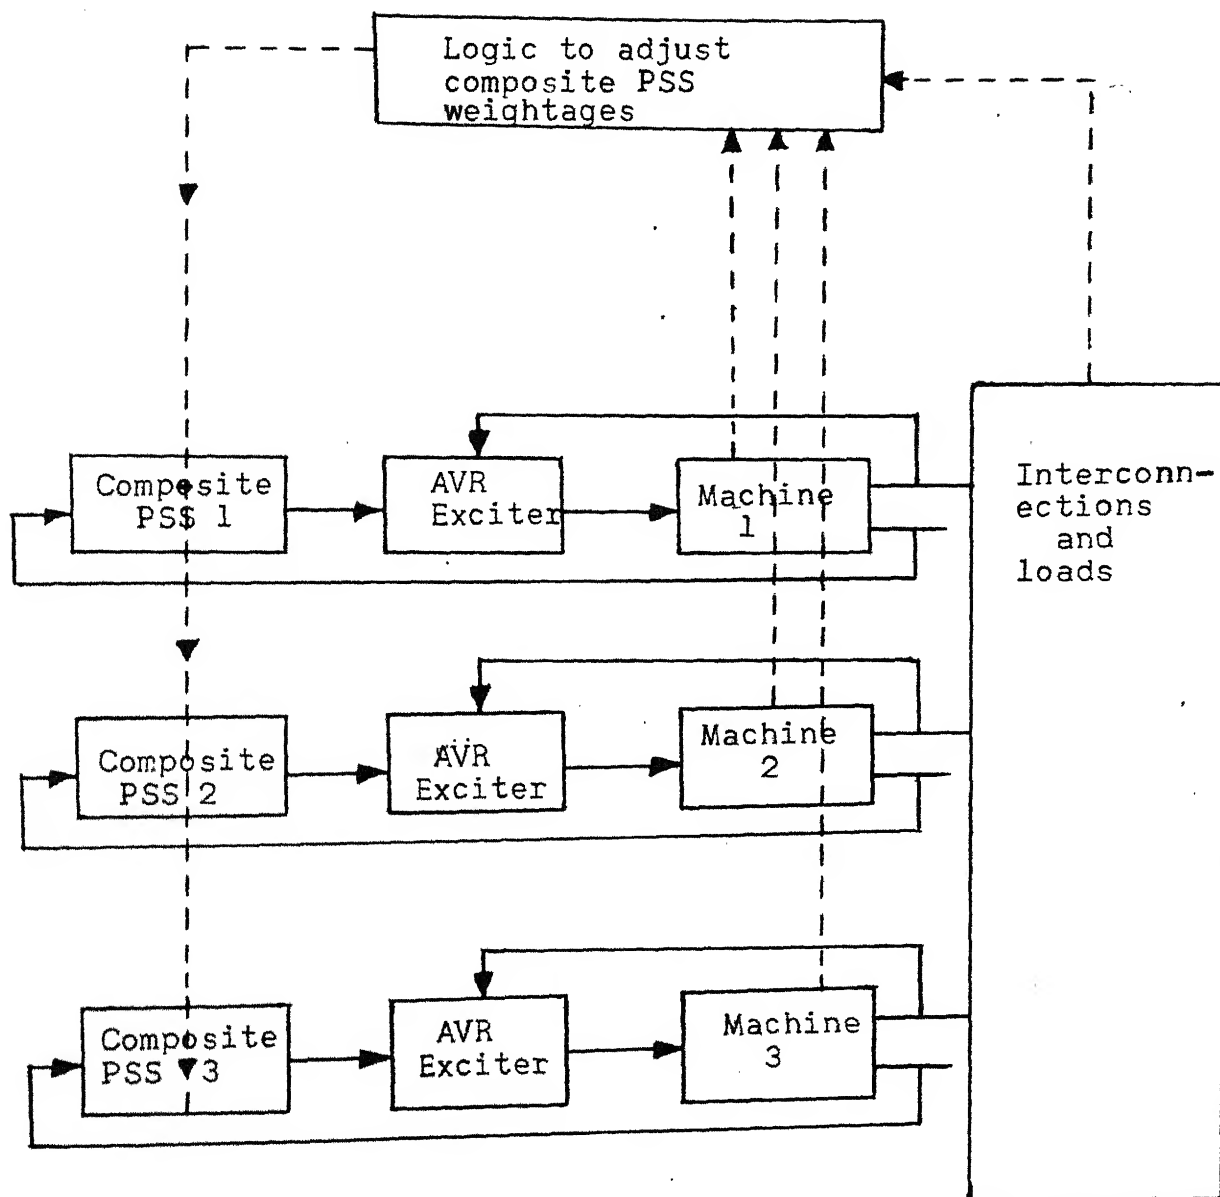 Logic to adjust
composite PSS
weightages
Composite
PSS 1
AVR
Exciter
Machine
1
Interconn-
ections
and
loads
Composite
PSS 2
AVR
Exciter
Machine
2
Composite
PSS 3
AVR
Exciter
Machine
3